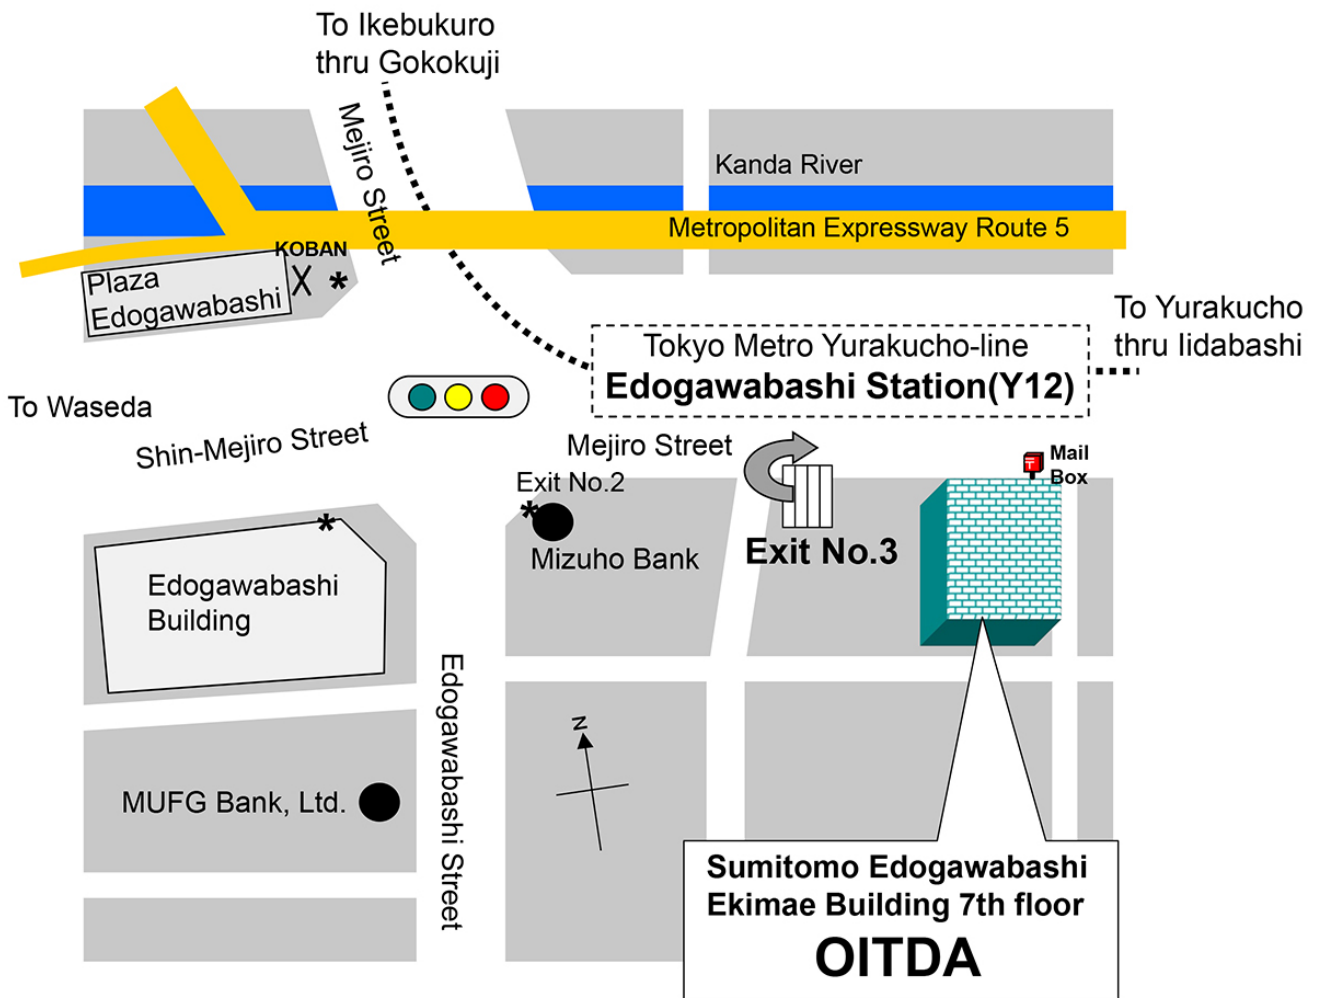 To Ikebukuro
thru Gokokuji
Mejiro Street
Kanda River
Metropolitan Expressway Route 5
KOBAN
X *
Plaza
Edogawabashi
To Yurakucho
thru Iidabashi
Tokyo Metro Yurakucho-line
Edogawabashi Station(Y12)
To Waseda
Shin-Mejiro Street
Mejiro Street
Mail
Box
〒
Exit No.2
*
Mizuho Bank
Exit No.3
*
Edogawabashi
Building
Edogawabashi Street
N
MUFG Bank, Ltd.
Sumitomo Edogawabashi
Ekimae Building 7th floor
OITDA